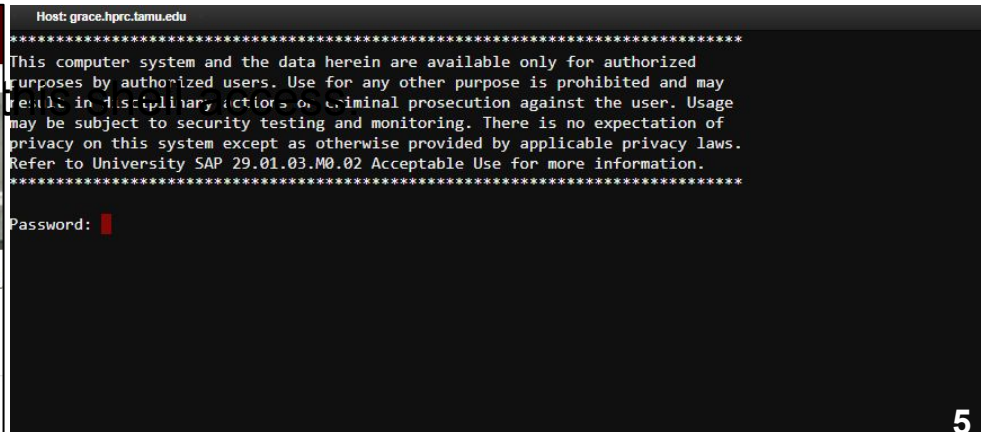 Host: grace.hprc.tamu.edu
*******************************************************************************
This computer system and the data herein are available only for authorized
purposes by authorized users. Use for any other purpose is prohibited and may
result in disciplinary actions or criminal prosecution against the user. Usage
may be subject to security testing and monitoring. There is no expectation of
privacy on this system except as otherwise provided by applicable privacy laws.
Refer to University SAP 29.01.03.M0.02 Acceptable Use for more information.
*******************************************************************************
this shell access.
Password:
5